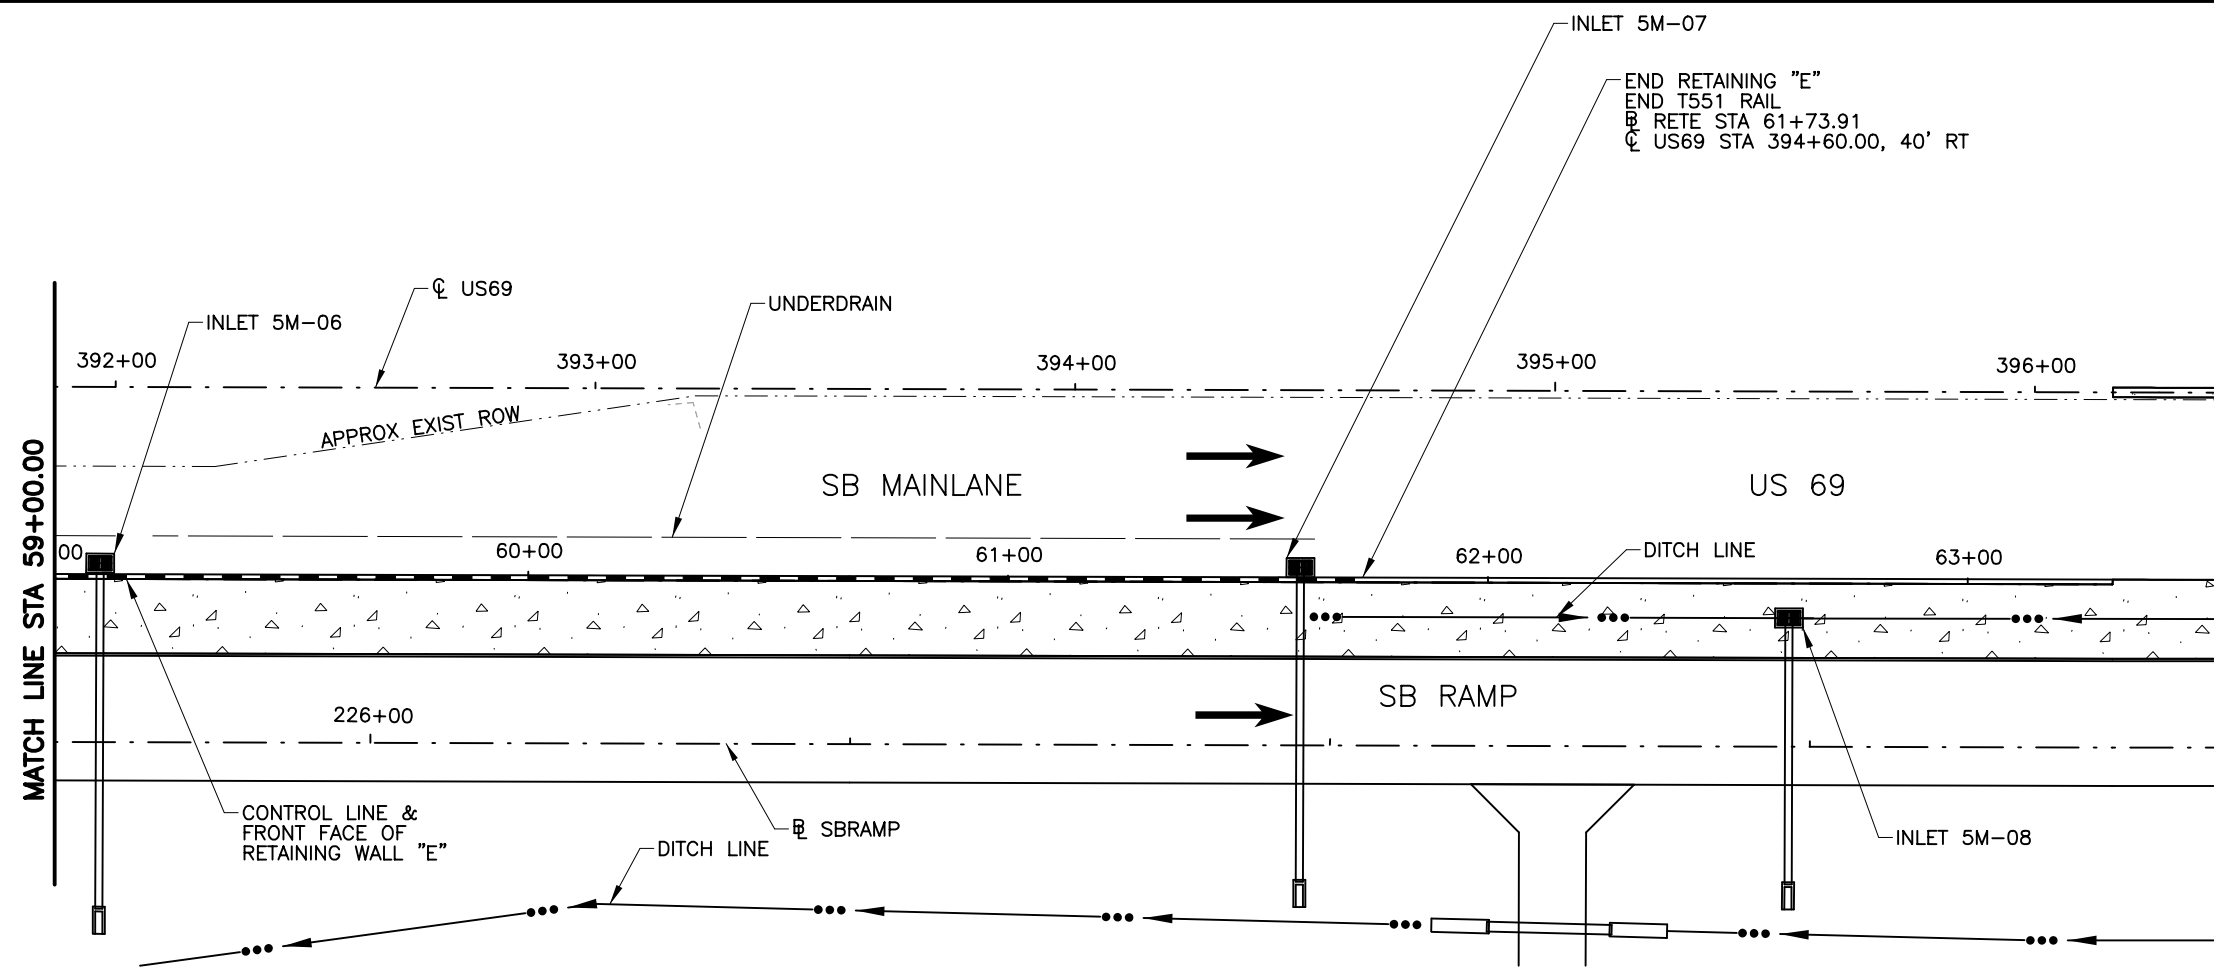 INLET 5M-07
END RETAINING "E"
END T551 RAIL
℄ RETE STA 61+73.91
℄ US69 STA 394+60.00, 40' RT
℄ US69
UNDERDRAIN
INLET 5M-06
392+00
393+00
394+00
395+00
396+00
APPROX EXIST ROW
SB MAINLANE
US 69
MATCH LINE STA 59+00.00
00
60+00
61+00
62+00
63+00
DITCH LINE
SB RAMP
226+00
CONTROL LINE &
FRONT FACE OF
RETAINING WALL "E"
℄ SBRAMP
DITCH LINE
INLET 5M-08